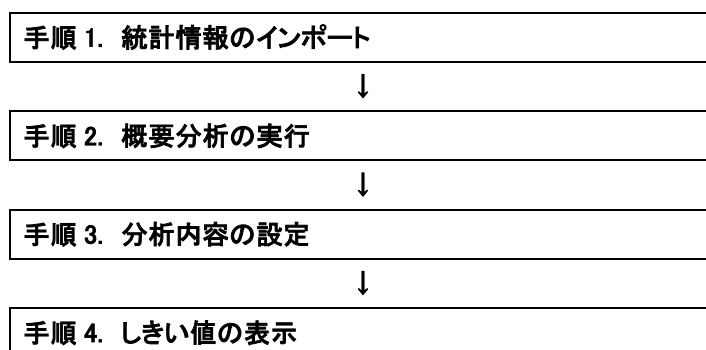 手順 1. 統計情報のインポート
↓
手順 2. 概要分析の実行
↓
手順 3. 分析内容の設定
↓
手順 4. しきい値の表示